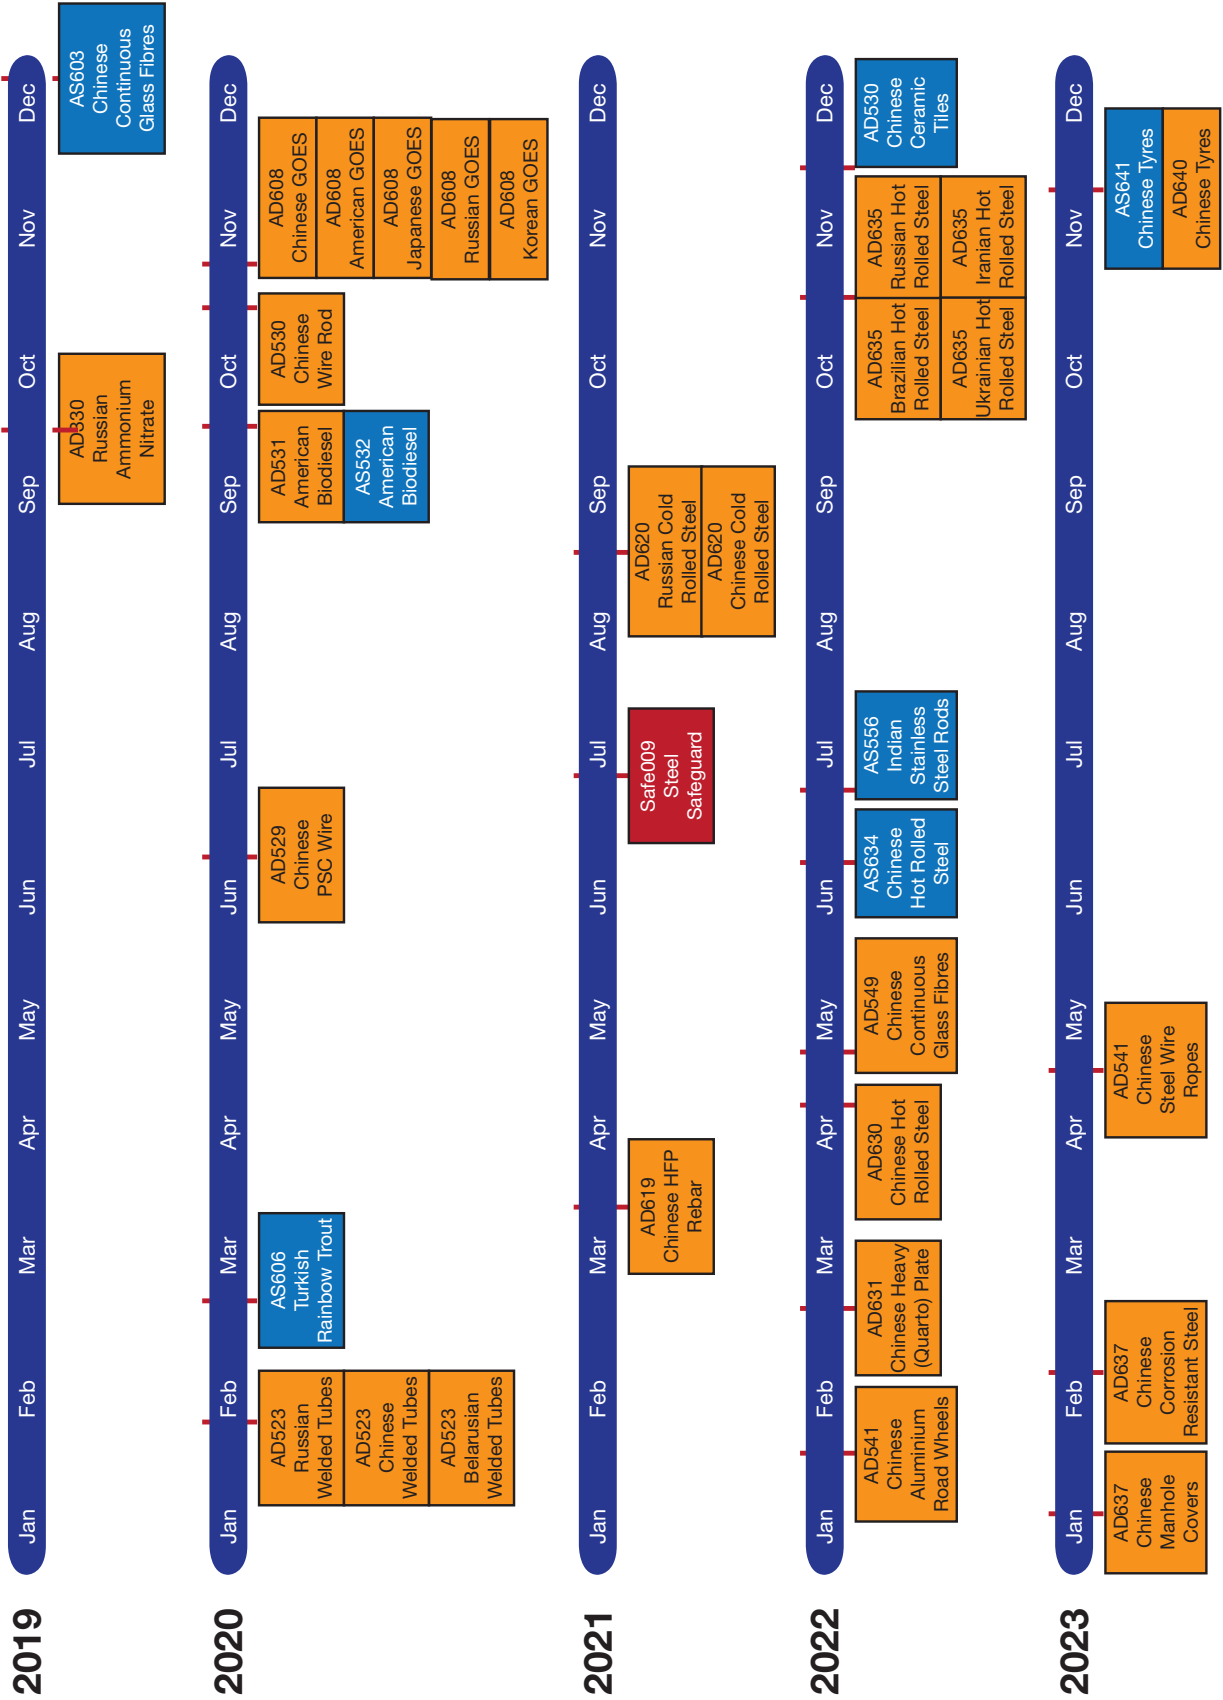 2019
Jan
Feb
Mar
Apr
May
Jun
Jul
Aug
Sep
Oct
Nov
Dec
AD330
Russian
Ammonium
Nitrate
AS603
Chinese
Continuous
Glass Fibres
2020
Jan
Feb
Mar
Apr
May
Jun
Jul
Aug
Sep
Oct
Nov
Dec
AD523
Russian
Welded Tubes
AD523
Chinese
Welded Tubes
AD523
Belarusian
Welded Tubes
AS606
Turkish
Rainbow Trout
AD529
Chinese
PSC Wire
AD531
American
Biodiesel
AS532
American
Biodiesel
AD530
Chinese
Wire Rod
AD608
Chinese GOES
AD608
American GOES
AD608
Japanese GOES
AD608
Russian GOES
AD608
Korean GOES
2021
Jan
Feb
Mar
Apr
May
Jun
Jul
Aug
Sep
Oct
Nov
Dec
AD619
Chinese HFP
Rebar
Safe009
Steel
Safeguard
AD620
Russian Cold
Rolled Steel
AD620
Chinese Cold
Rolled Steel
2022
Jan
Feb
Mar
Apr
May
Jun
Jul
Aug
Sep
Oct
Nov
Dec
AD541
Chinese
Aluminium
Road Wheels
AD631
Chinese Heavy
(Quarto) Plate
AD630
Chinese Hot
Rolled Steel
AD549
Chinese
Continuous
Glass Fibres
AS634
Chinese
Hot Rolled
Steel
AS556
Indian
Stainless
Steel Rods
AD635
Brazilian Hot
Rolled Steel
AD635
Ukrainian Hot
Rolled Steel
AD635
Russian Hot
Rolled Steel
AD635
Iranian Hot
Rolled Steel
AD530
Chinese
Ceramic
Tiles
2023
Jan
Feb
Mar
Apr
May
Jun
Jul
Aug
Sep
Oct
Nov
Dec
AD637
Chinese
Manhole
Covers
AD637
Chinese
Corrosion
Resistant Steel
AD541
Chinese
Steel Wire
Ropes
AS641
Chinese Tyres
AD640
Chinese Tyres